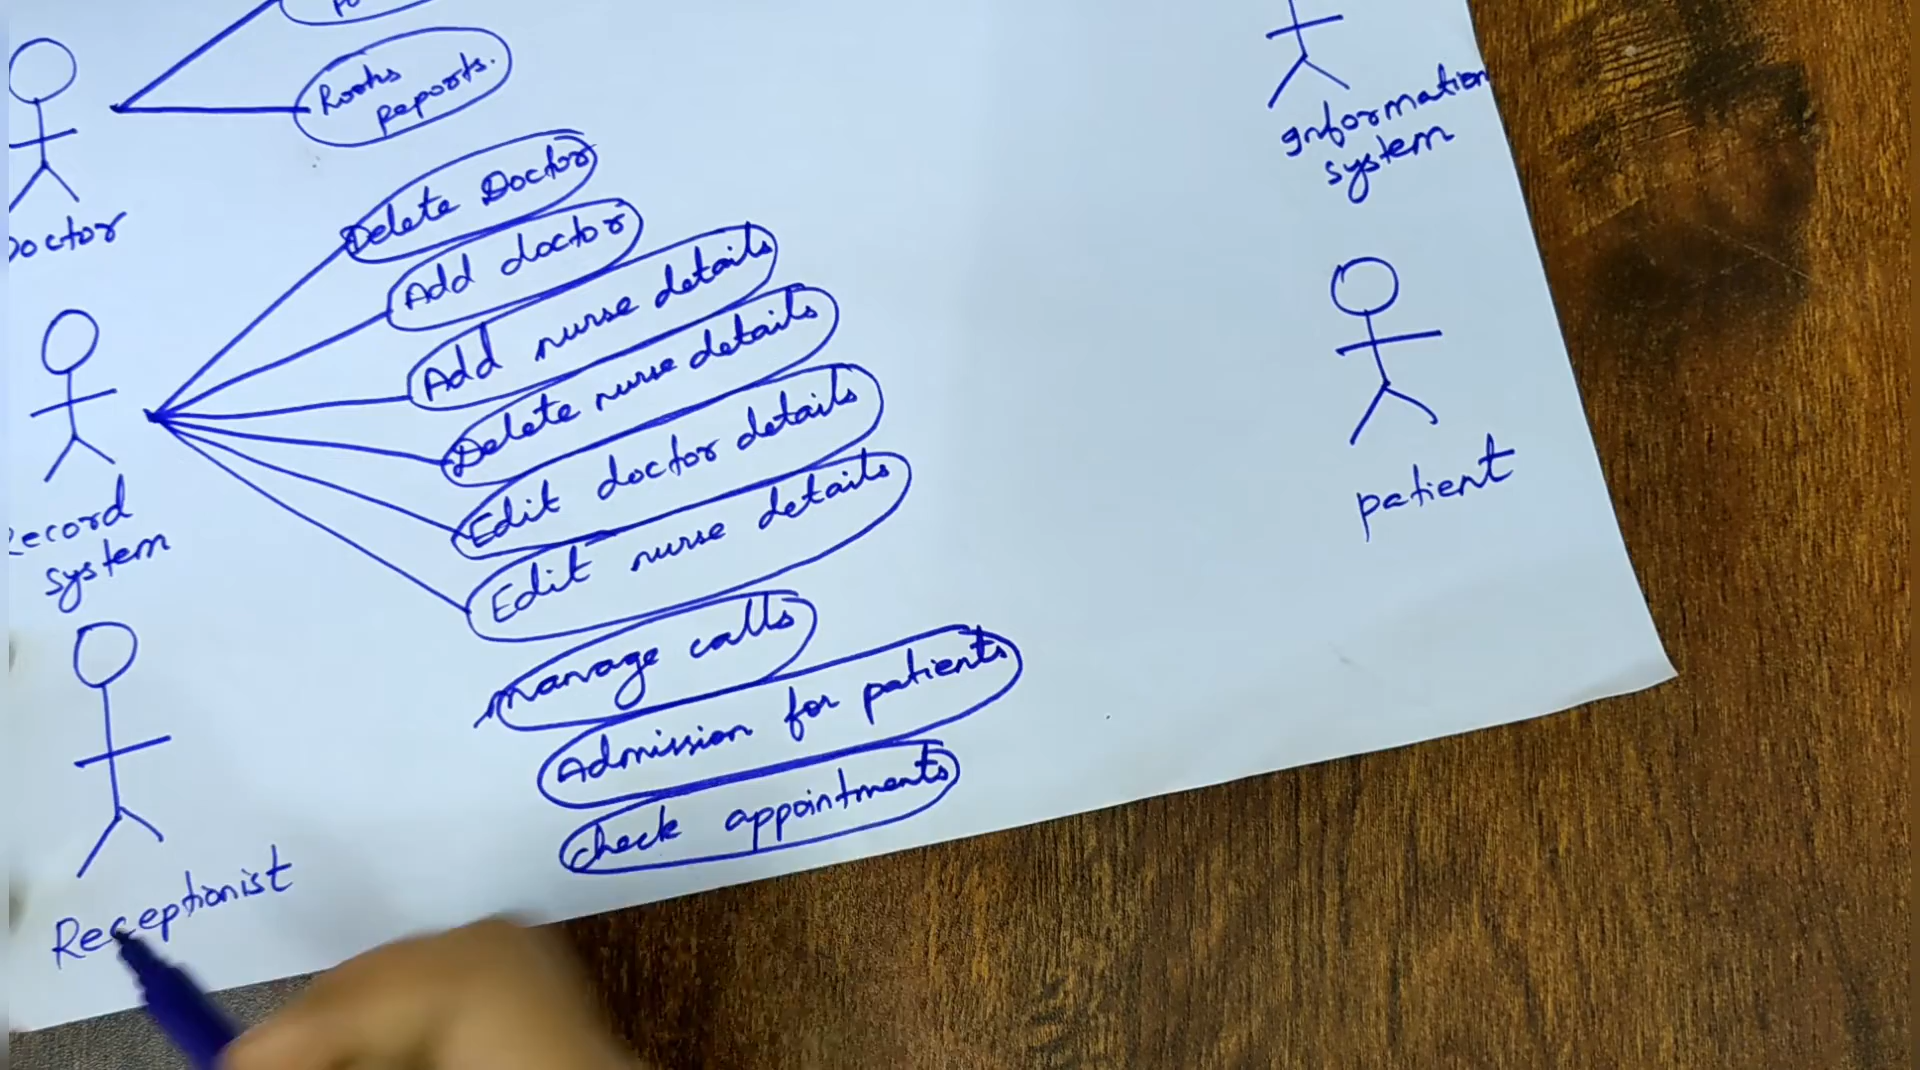 reports.
Doctor
Delete Doctor
Add doctor
Add nurse details
Delete nurse details
Edit doctor details
Edit nurse details
manage calls
Admission for patients
check appointments
Record
system
Receptionist
Information
system
patient